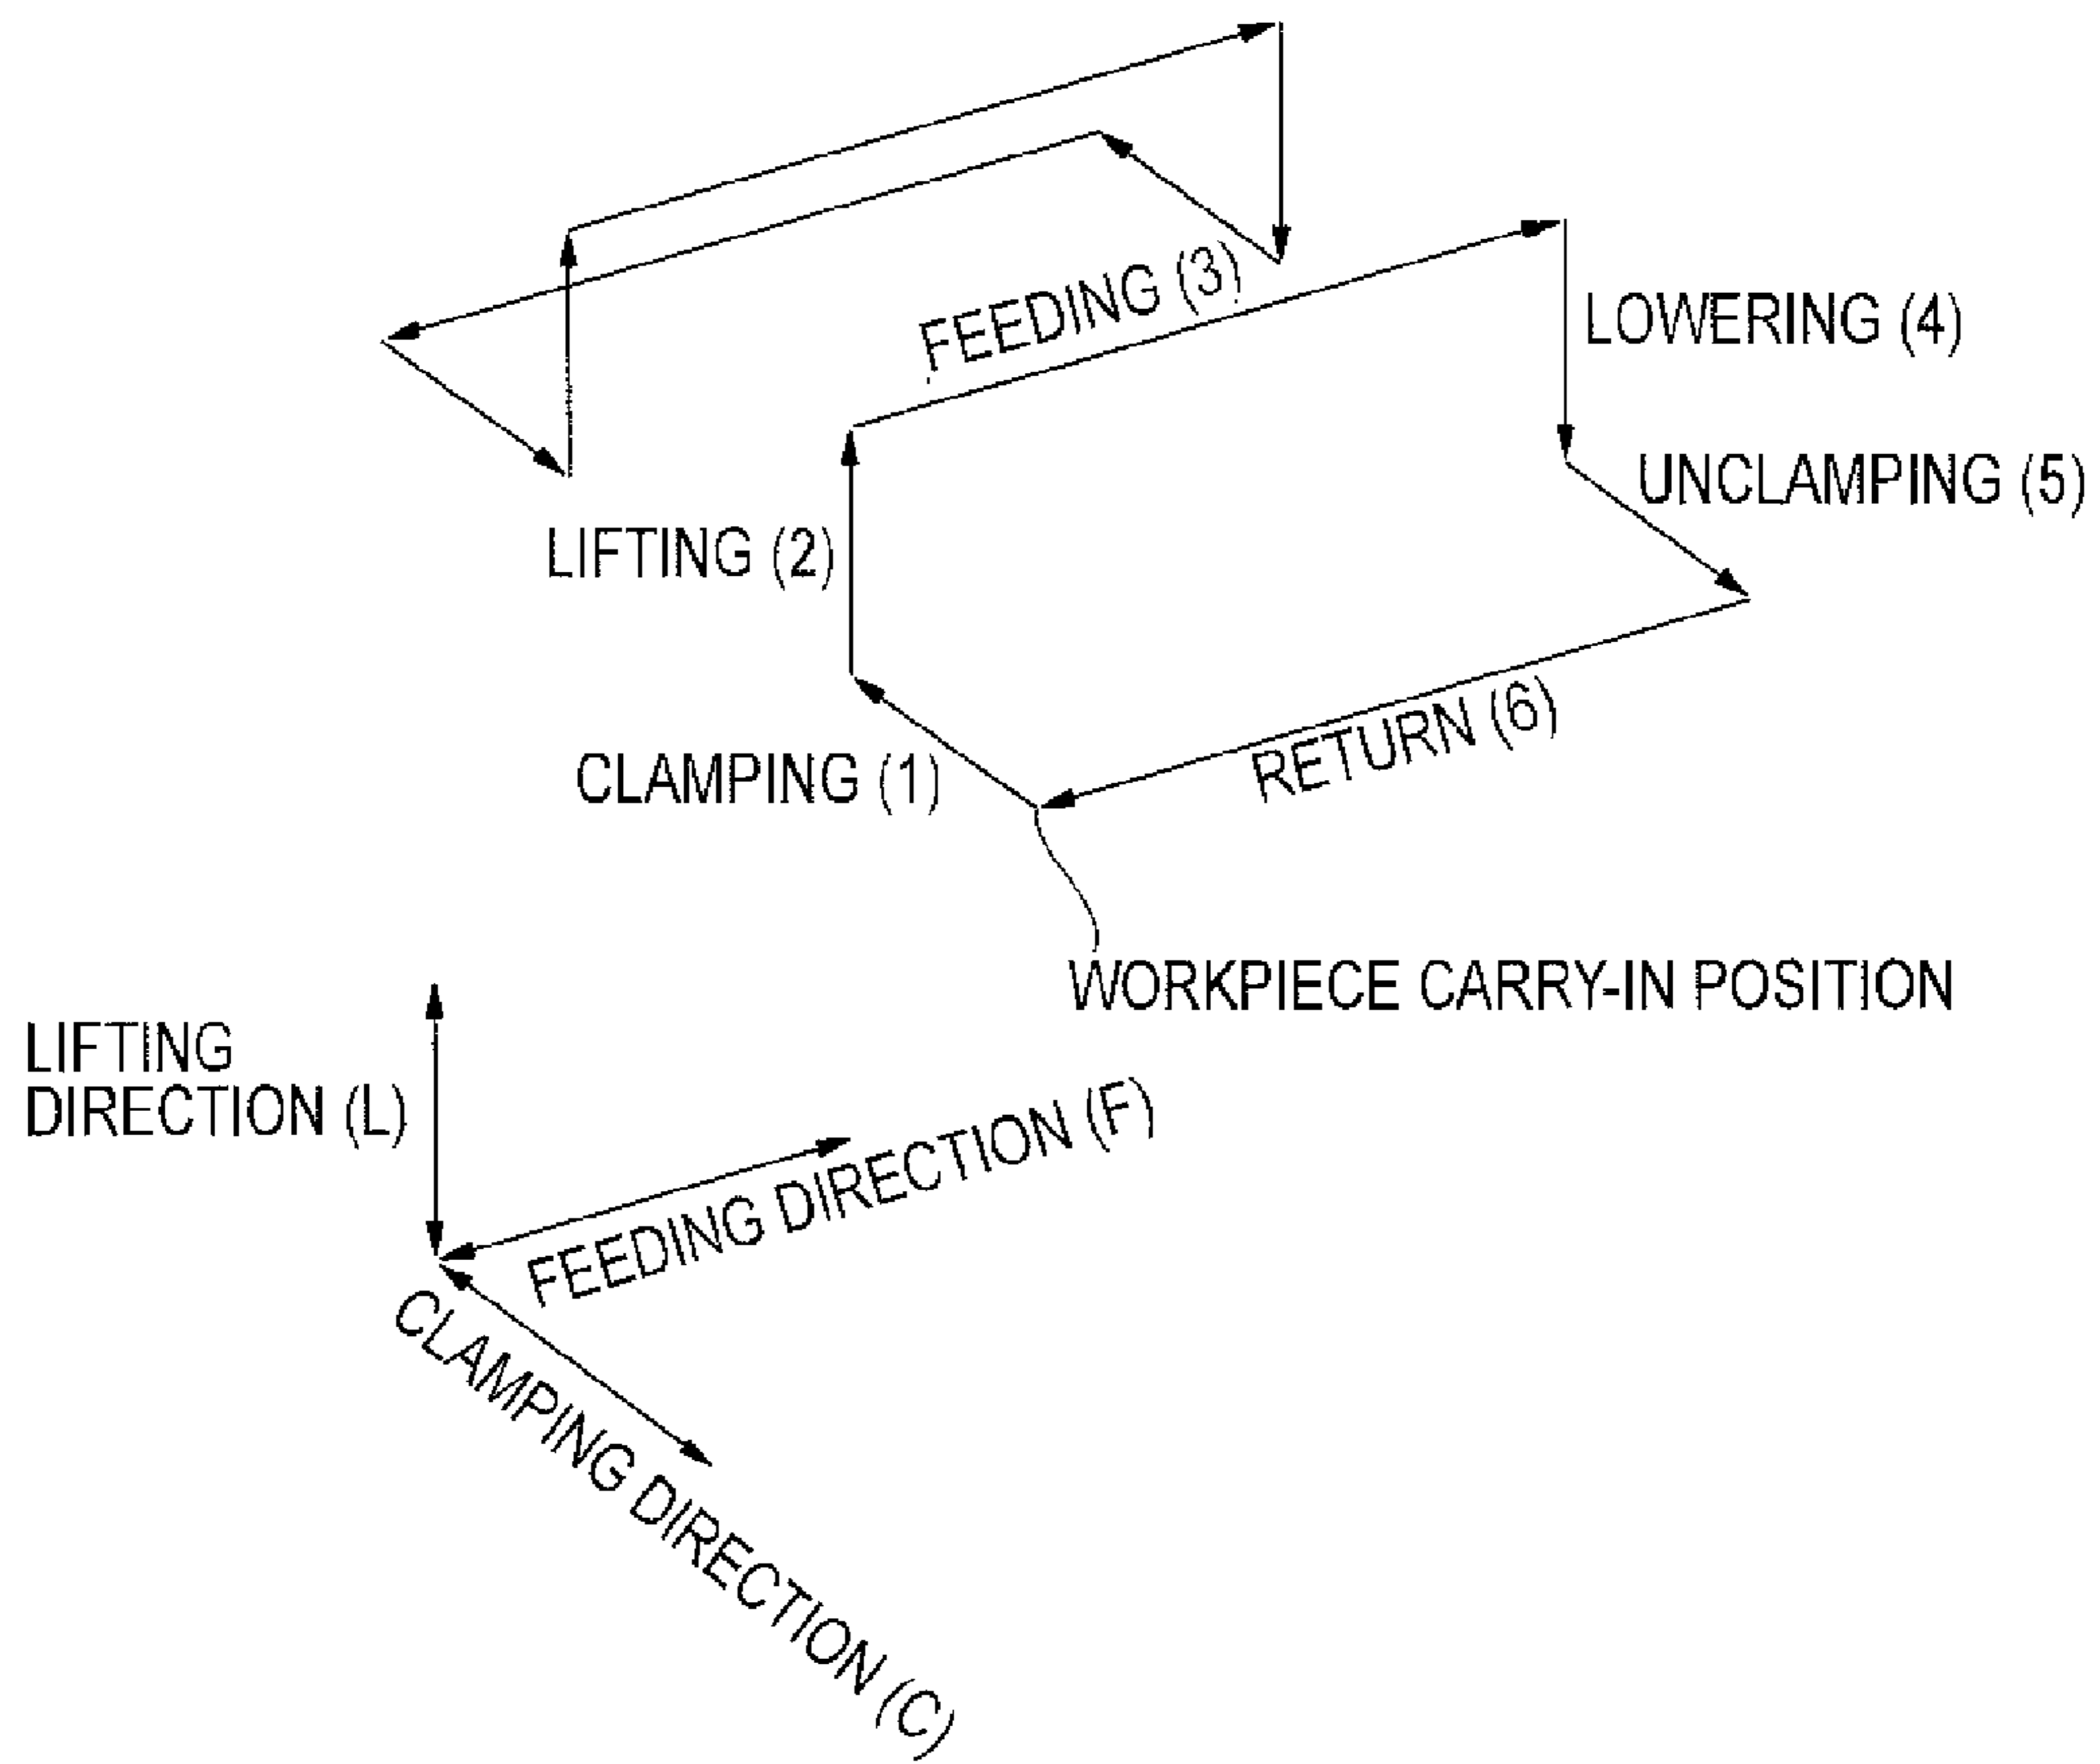 FEEDING (3)
LOWERING (4)
UNCLAMPING (5)
LIFTING (2)
CLAMPING (1)
RETURN (6)
WORKPIECE CARRY-IN POSITION
LIFTING
DIRECTION (L)
FEEDING DIRECTION (F)
CLAMPING DIRECTION (C)